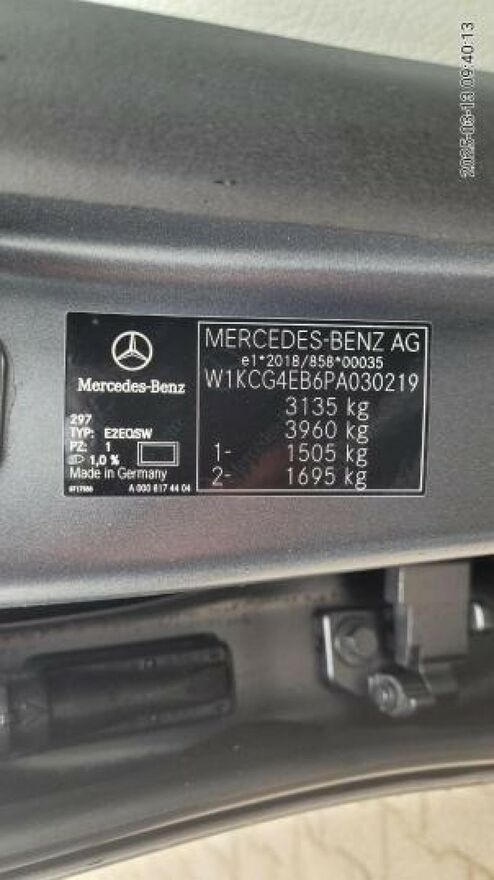 2025-03-13 09:40:13
Mercedes-Benz
297
TYP: E2EQSW
PZ: 1
1,0 %
Made in Germany
A 000 817 44 04
MERCEDES-BENZ AG
e1*2018/858*00035
W1KCG4EB6PA030219
3135 kg
3960 kg
1- 1505 kg
2- 1695 kg